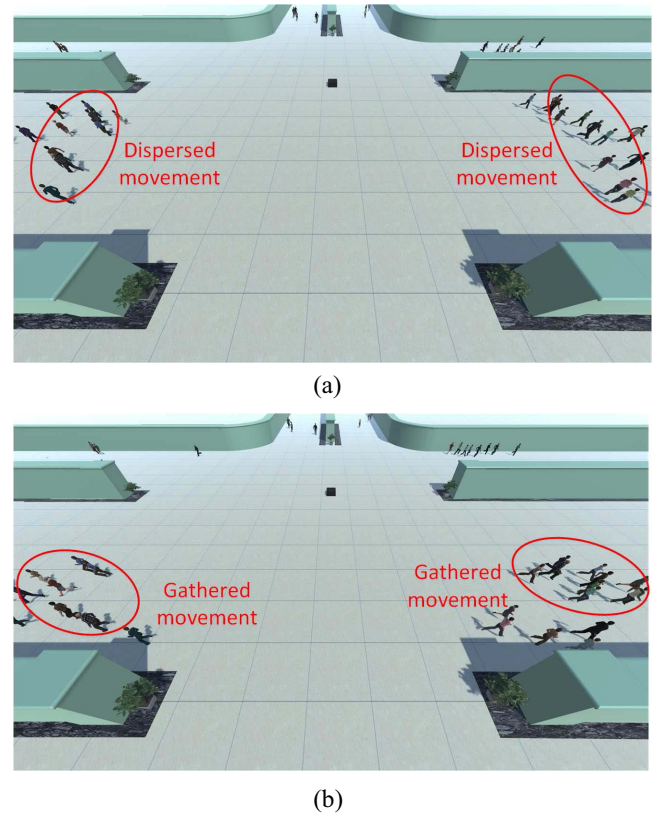 Dispersed
movement
Dispersed
movement
(a)
Gathered
movement
Gathered
movement
(b)